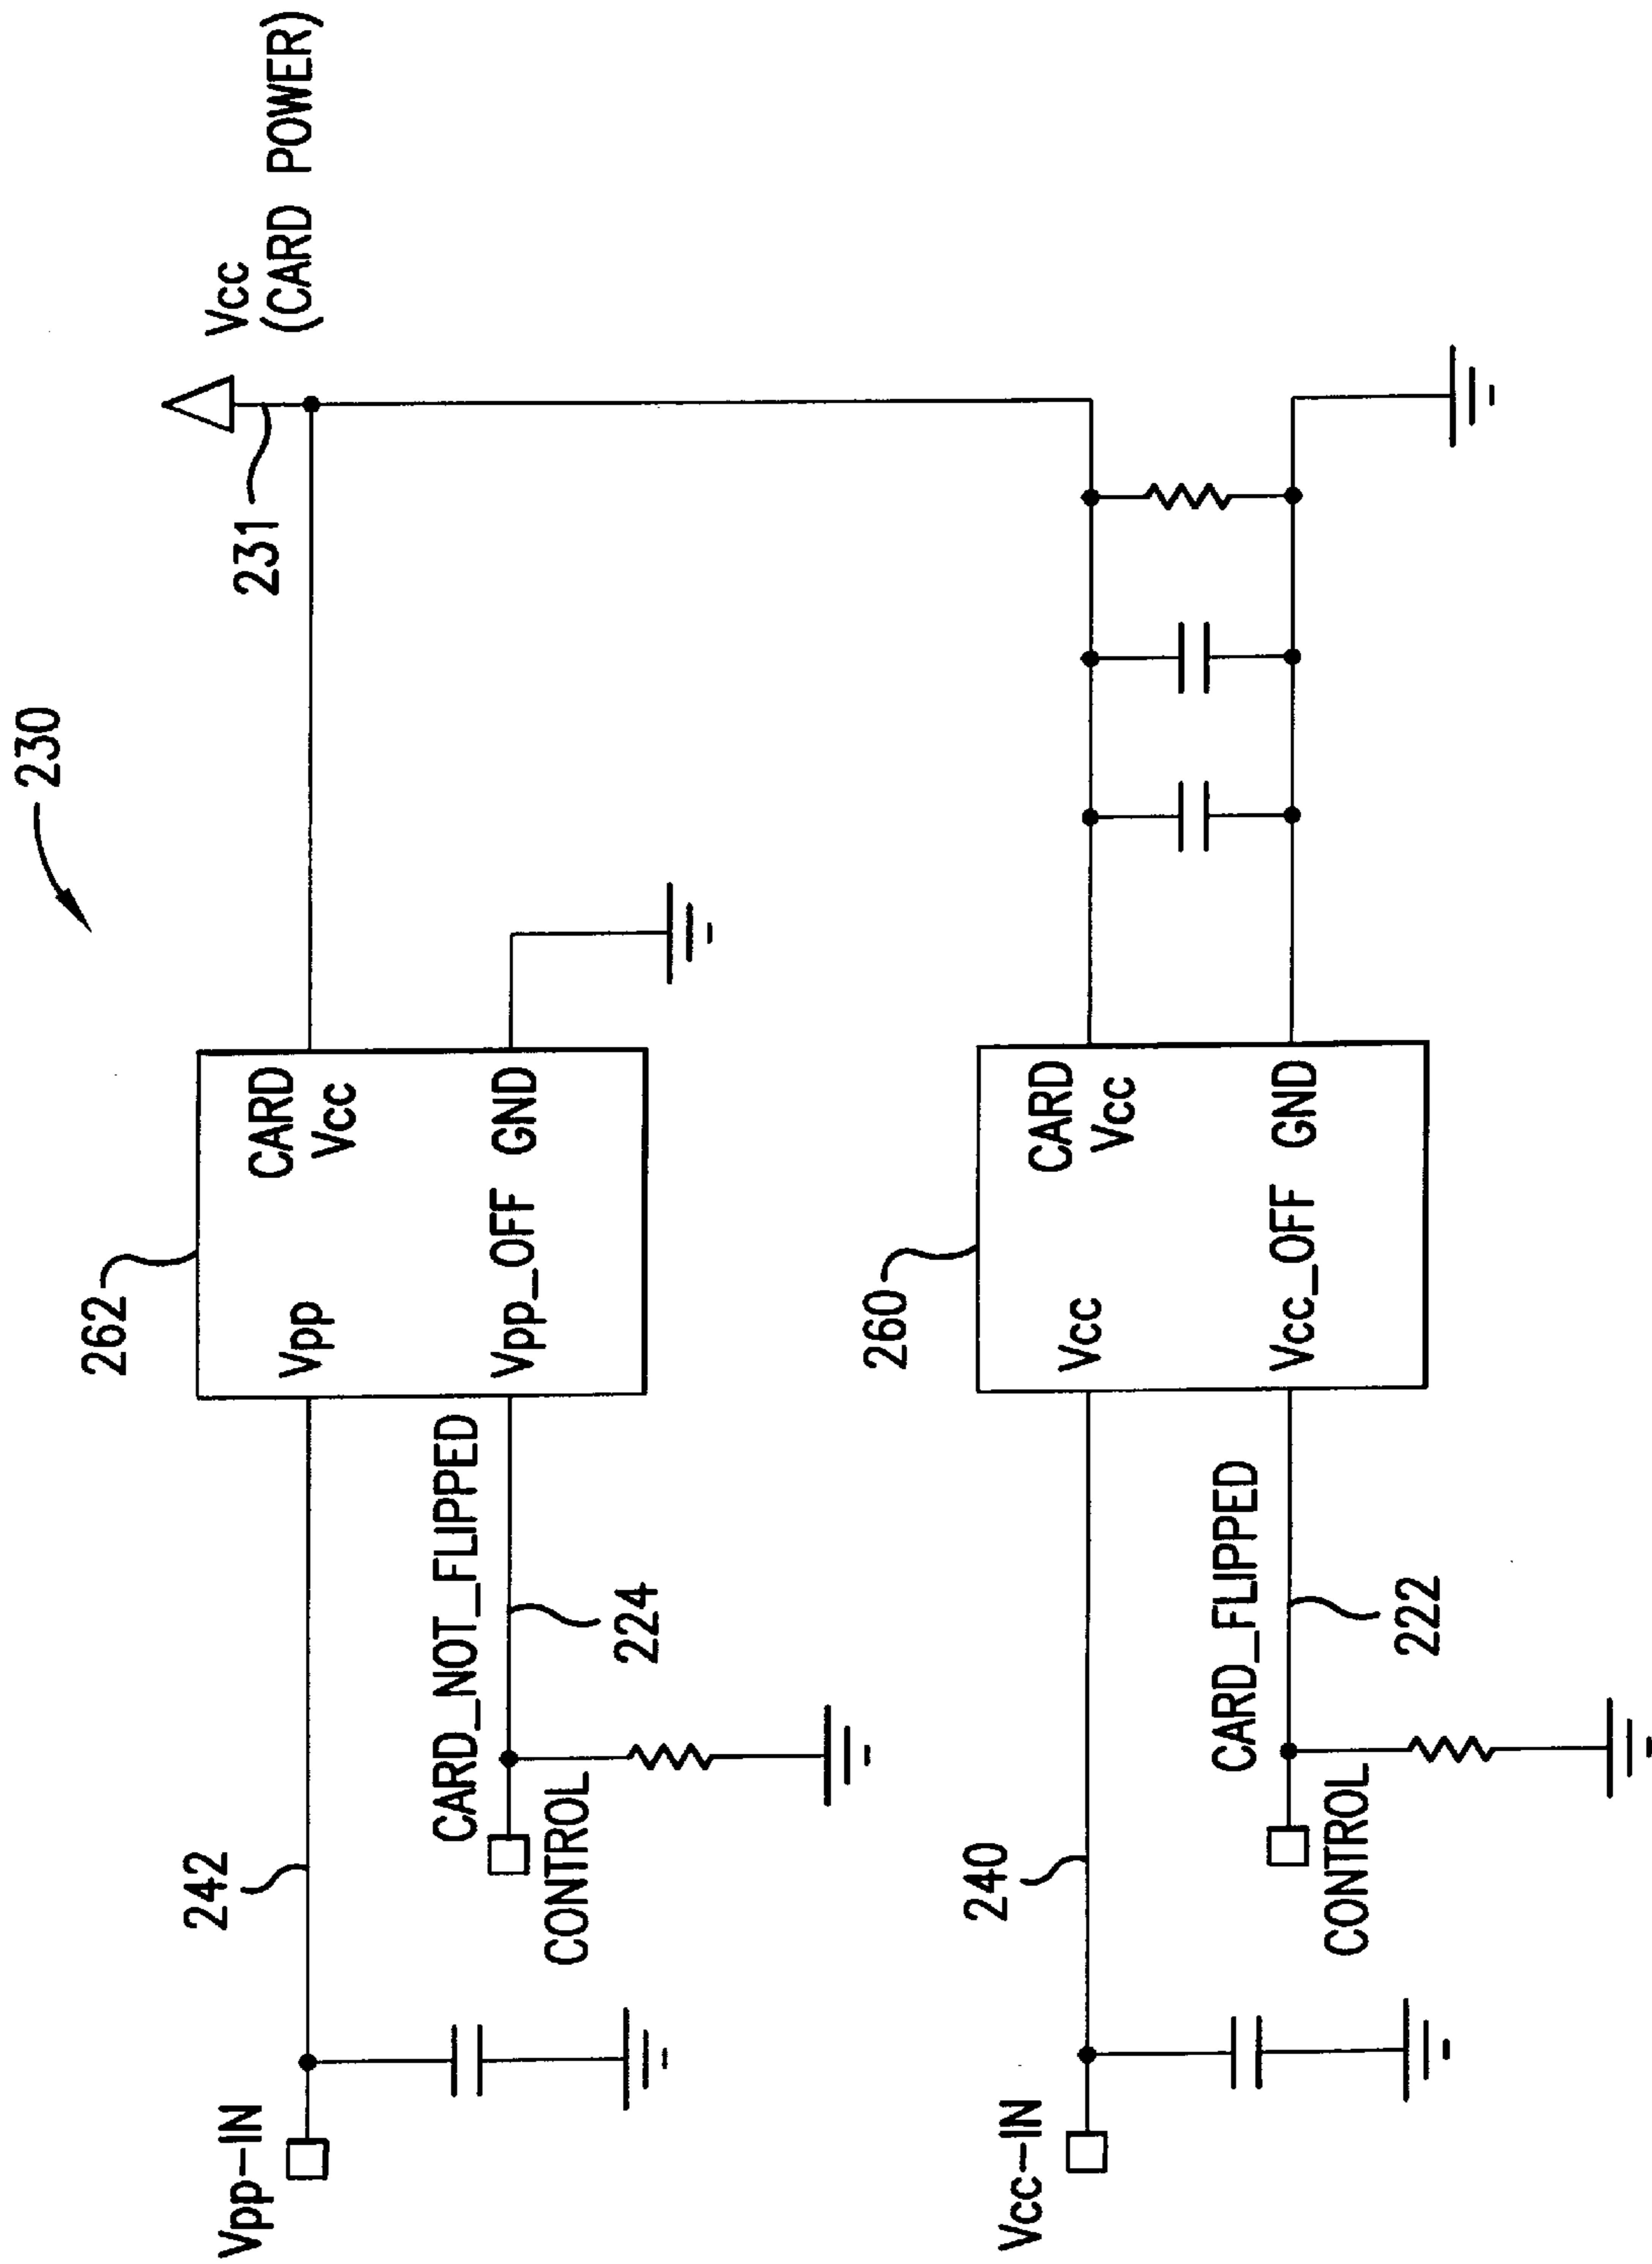 230
Vpp-IN
242
262
Vpp
CARD
Vcc
Vpp_OFF GND
CARD_NOT_FLIPPED
CONTROL
224
231
Vcc
(CARD POWER)
Vcc-IN
240
260
Vcc
CARD
Vcc
Vcc_OFF GND
CARD_FLIPPED
CONTROL
222